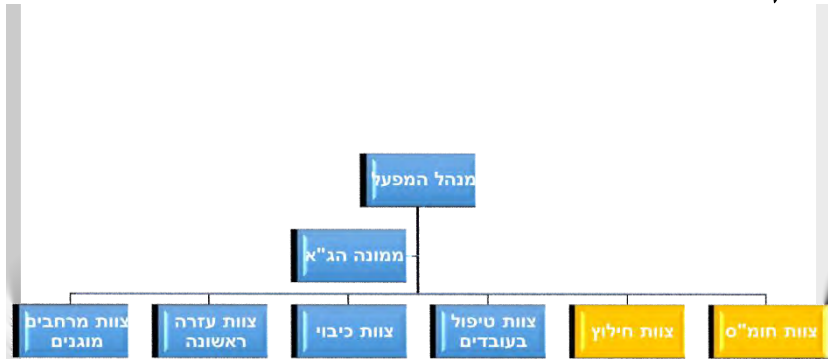 מנהל המפעל
ממונה הג"א
צוות חומ"ס
צוות חילוץ
צוות טיפול
בעובדים
צוות כיבוי
צוות עזרה
ראשונה
צוות מרחבים
מוגנים